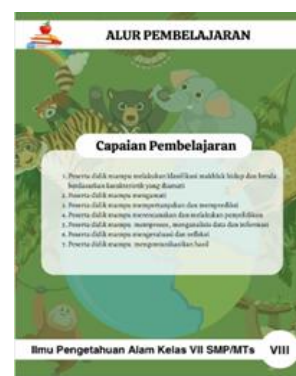 ALUR PEMBELAJARAN
Capaian Pembelajaran
1. Peserta didik mampu melakukan klasifikasi makhluk hidup dan benda
berdasarkan karakteristik yang diamati
2. Peserta didik mampu mengamati
3. Peserta didik mampu mempertanyakan dan memprediksi
4. Peserta didik mampu merencanakan dan melakukan penyelidikan
5. Peserta didik mampu memproses, menganalisis data dan informasi
6. Peserta didik mampu mengevaluasi dan refleksi
7. Peserta didik mampu mengomunikasikan hasil
Ilmu Pengetahuan Alam Kelas VII SMP/MTs VIII